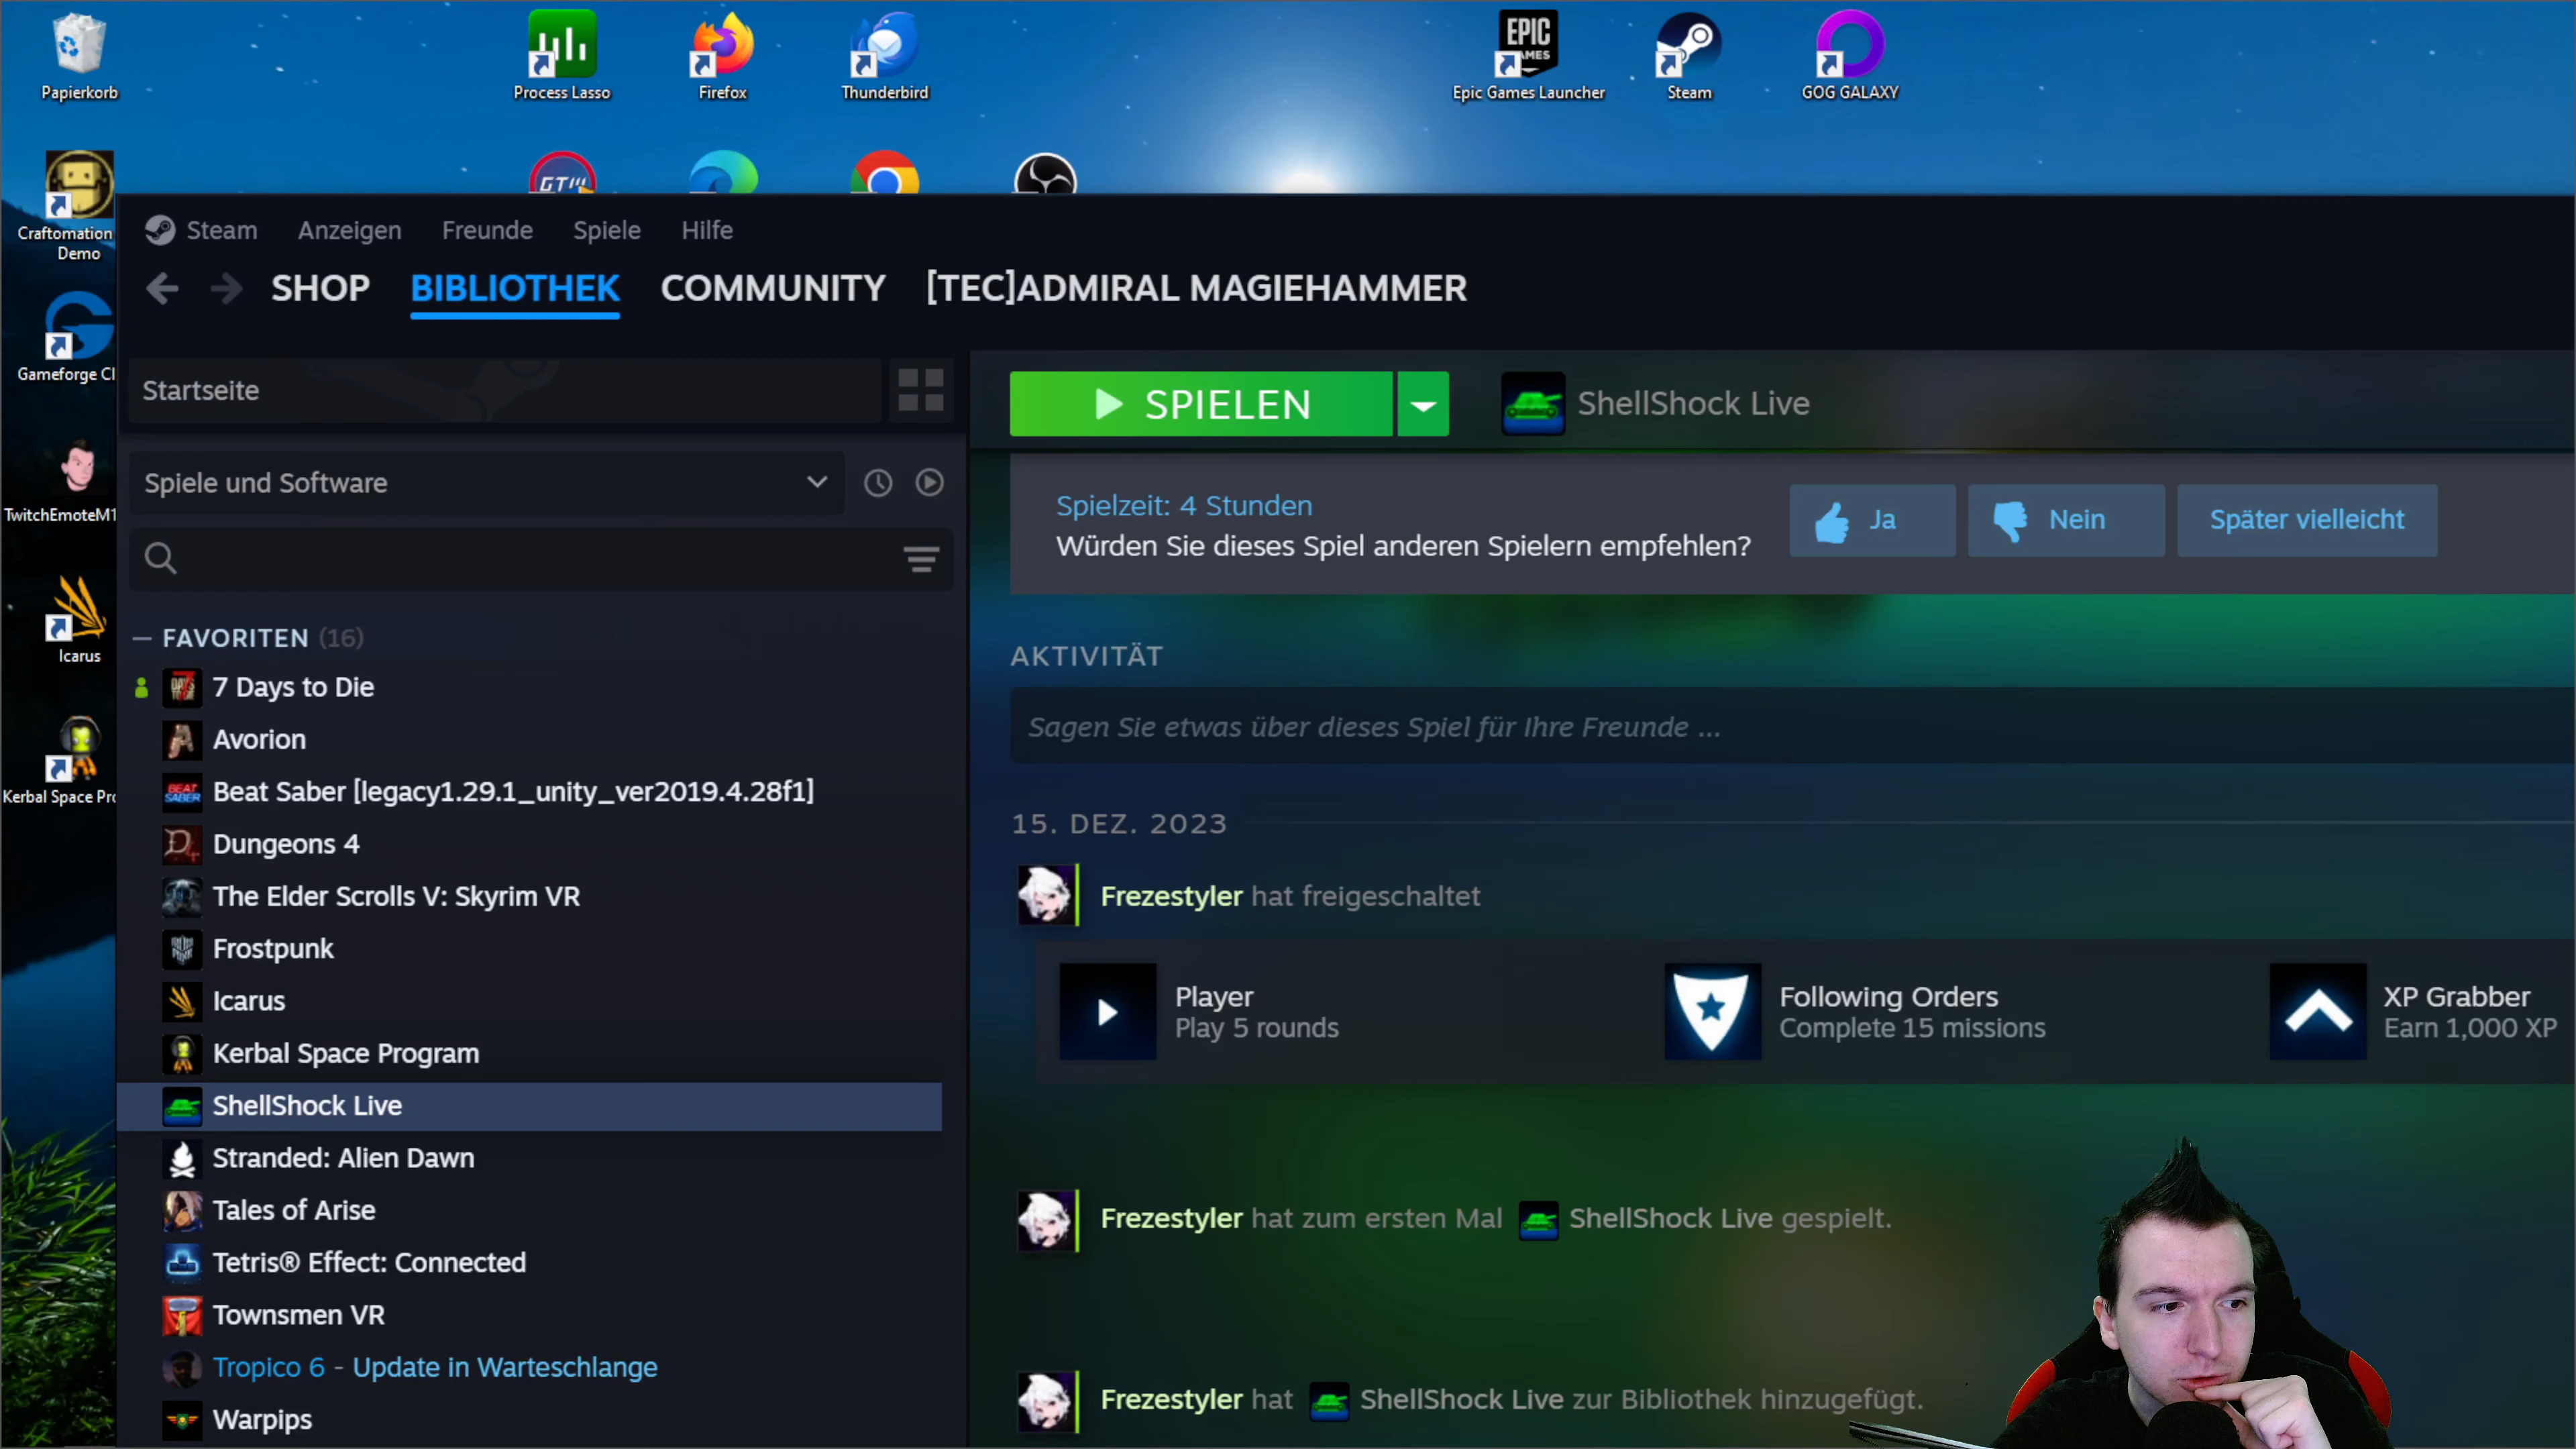 Papierkorb
Process Lasso
Firefox
Thunderbird
EPIC
Epic Games Launcher
Steam
GOG GALAXY
Craftomation
Demo
Gameforge Cl
TwitchEmoteM1
Icarus
Kerbal Space Pro
Steam Anzeigen Freunde Spiele Hilfe
SHOP BIBLIOTHEK COMMUNITY [TEC]ADMIRAL MAGIEHAMMER
Startseite
Spiele und Software
FAVORITEN (16)
7 Days to Die
Avorion
BEAT SABER
Beat Saber [legacy1.29.1_unity_ver2019.4.28f1]
Dungeons 4
The Elder Scrolls V: Skyrim VR
Frostpunk
Icarus
Kerbal Space Program
ShellShock Live
Stranded: Alien Dawn
Tales of Arise
Tetris® Effect: Connected
Townsmen VR
Tropico 6 - Update in Warteschlange
Warpips
SPIELEN
ShellShock Live
Spielzeit: 4 Stunden
Würden Sie dieses Spiel anderen Spielern empfehlen?
Ja
Nein
Später vielleicht
AKTIVITÄT
Sagen Sie etwas über dieses Spiel für Ihre Freunde ...
15. DEZ. 2023
Frezestyler hat freigeschaltet
Player
Play 5 rounds
Following Orders
Complete 15 missions
XP Grabber
Earn 1,000 XP
Frezestyler hat zum ersten Mal ShellShock Live gespielt.
Frezestyler hat ShellShock Live zur Bibliothek hinzugefügt.